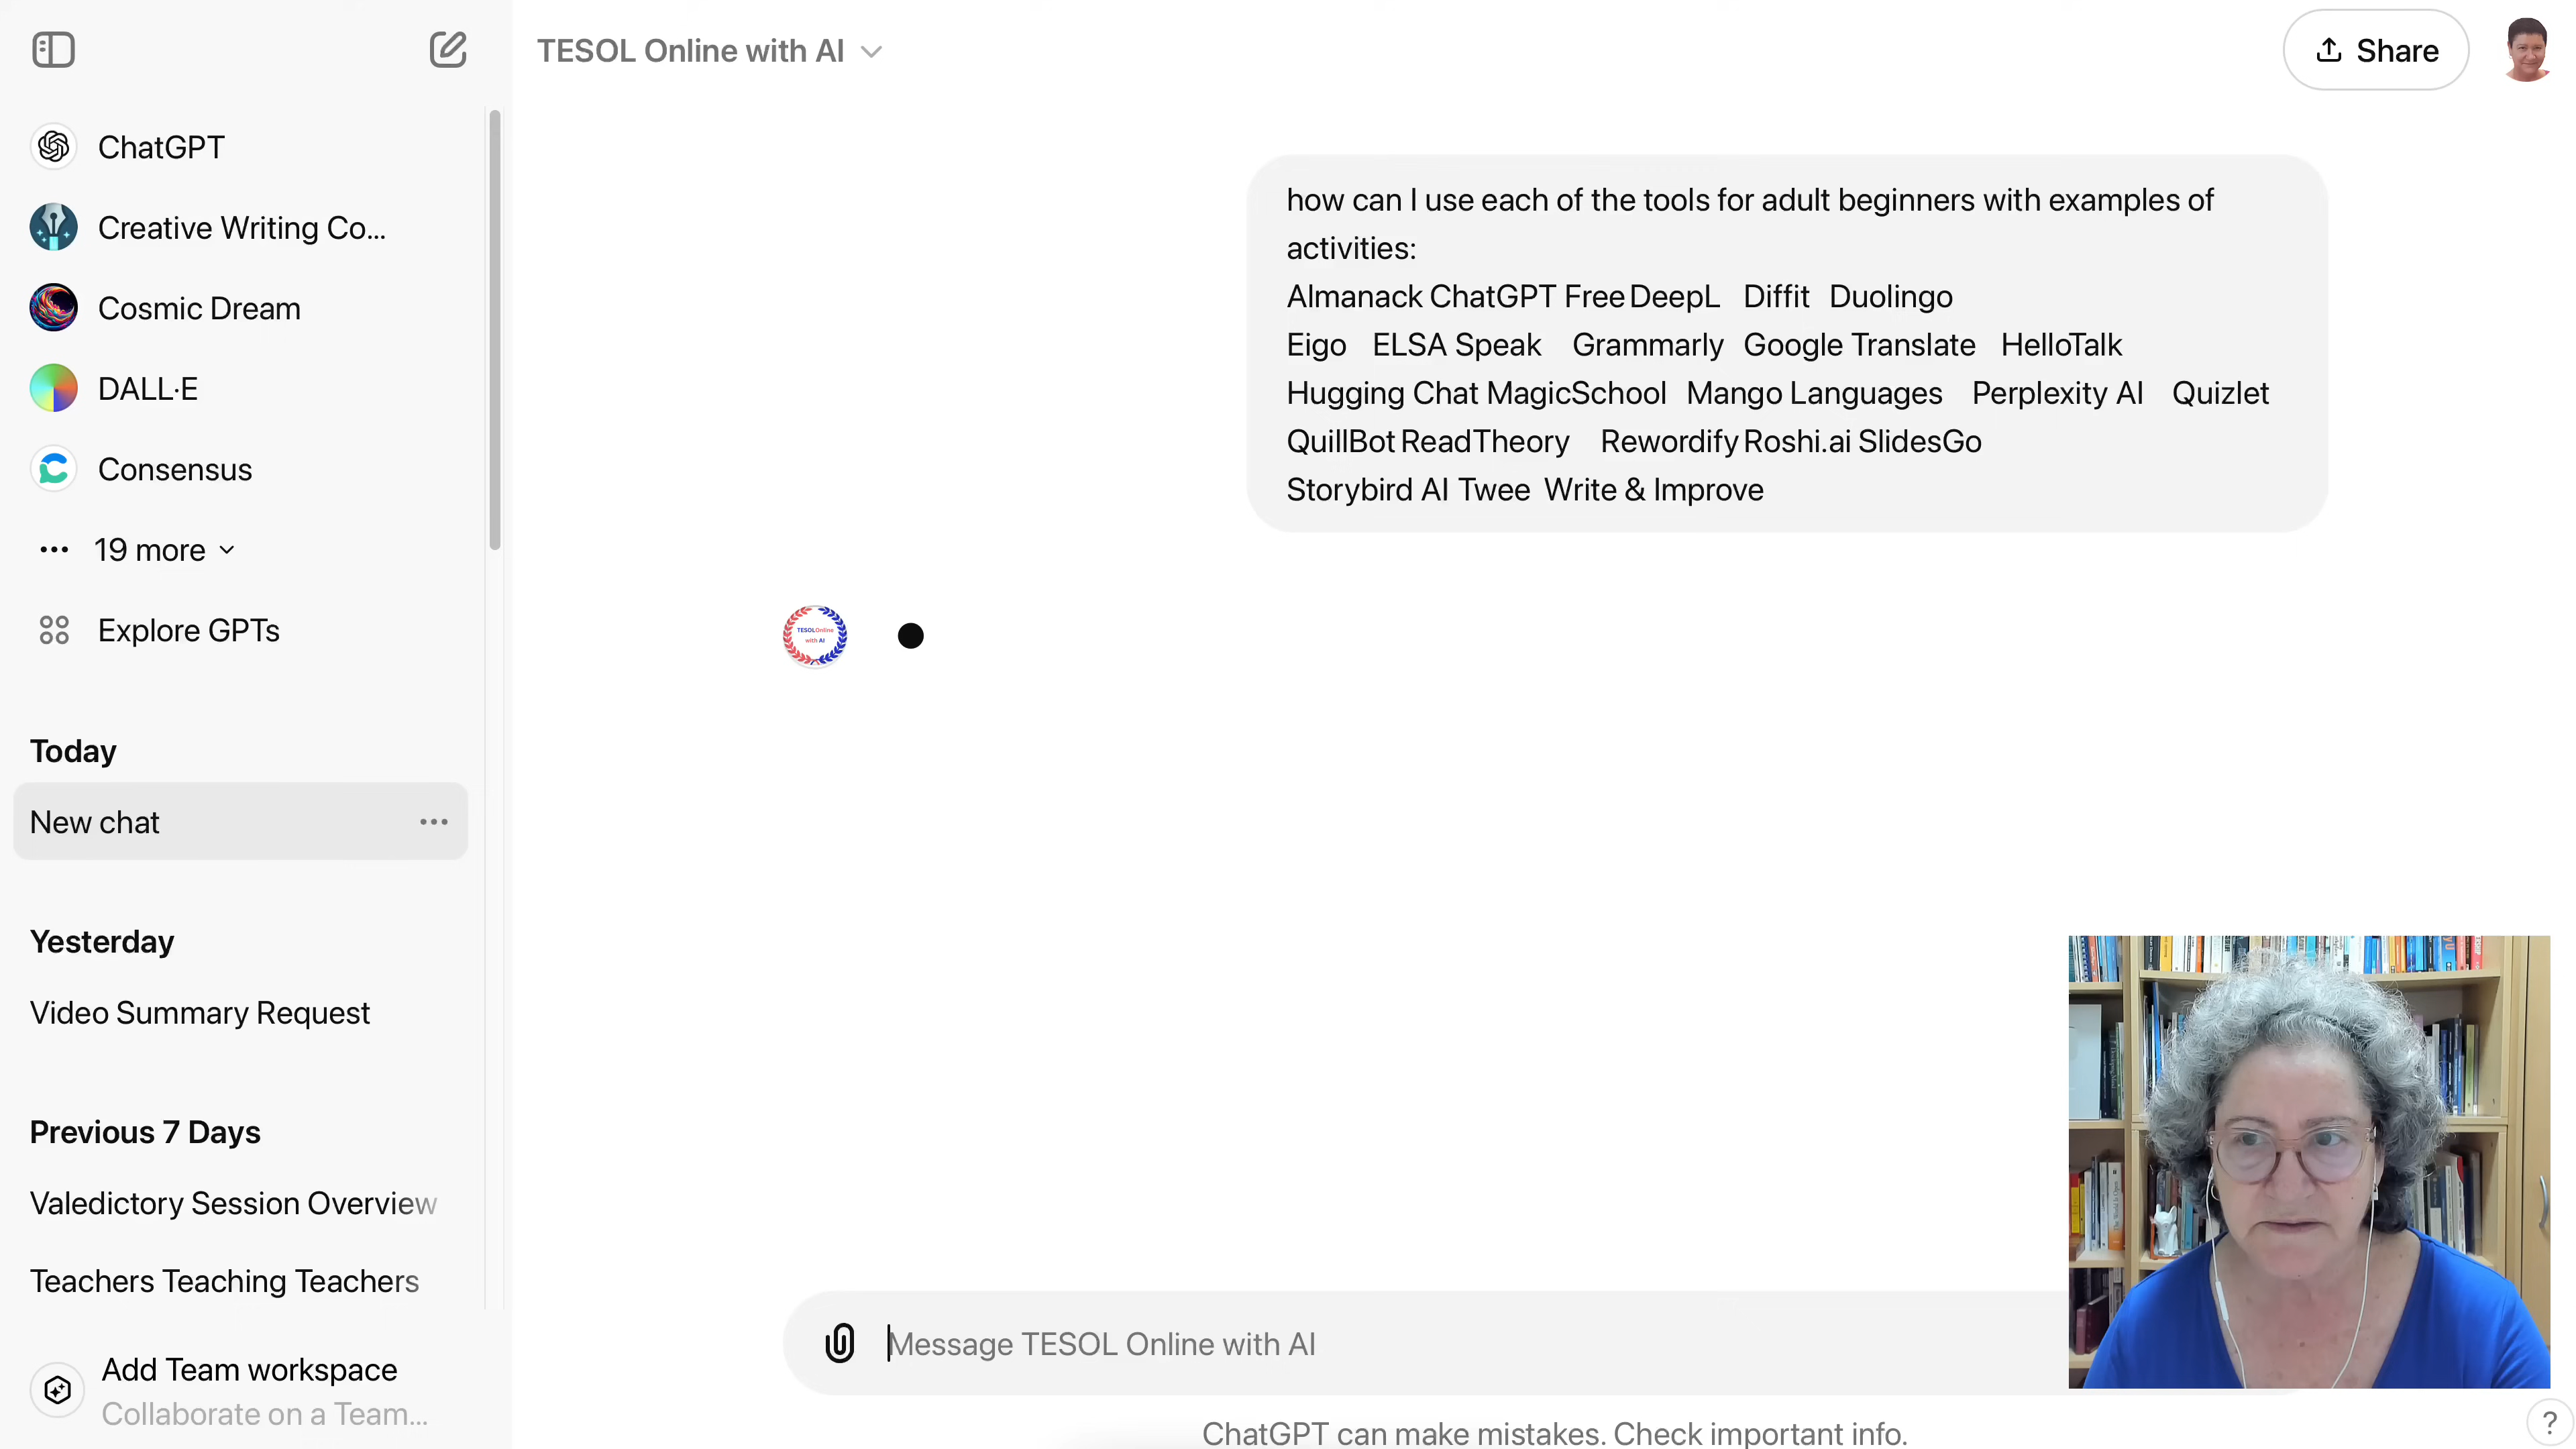 TESOL Online with AI
Share
ChatGPT
Creative Writing Co...
Cosmic Dream
DALL·E
Consensus
19 more
Explore GPTs
Today
New chat
Yesterday
Video Summary Request
Previous 7 Days
Valedictory Session Overview
Teachers Teaching Teachers
Add Team workspace
Collaborate on a Team...
how can I use each of the tools for adult beginners with examples of
activities:
Almanack ChatGPT Free DeepL Diffit Duolingo
Eigo ELSA Speak Grammarly Google Translate HelloTalk
Hugging Chat MagicSchool Mango Languages Perplexity AI Quizlet
QuillBot ReadTheory Rewordify Roshi.ai SlidesGo
Storybird AI Twee Write & Improve
TESOLOnline
with AI
Message TESOL Online with AI
ChatGPT can make mistakes. Check important info.
?